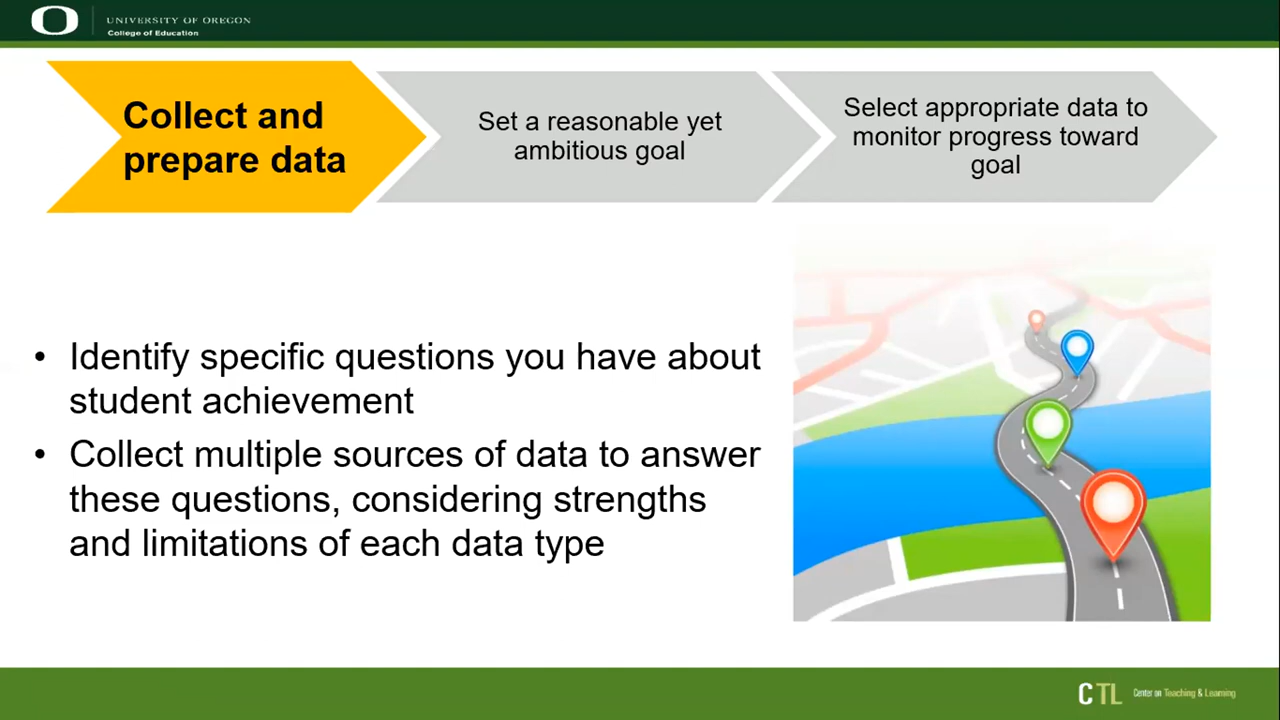 UNIVERSITY OF OREGON
College of Education
Collect and
prepare data
Set a reasonable yet
ambitious goal
Select appropriate data to
monitor progress toward
goal
• Identify specific questions you have about
student achievement
• Collect multiple sources of data to answer
these questions, considering strengths
and limitations of each data type
CTL Center on Teaching & Learning